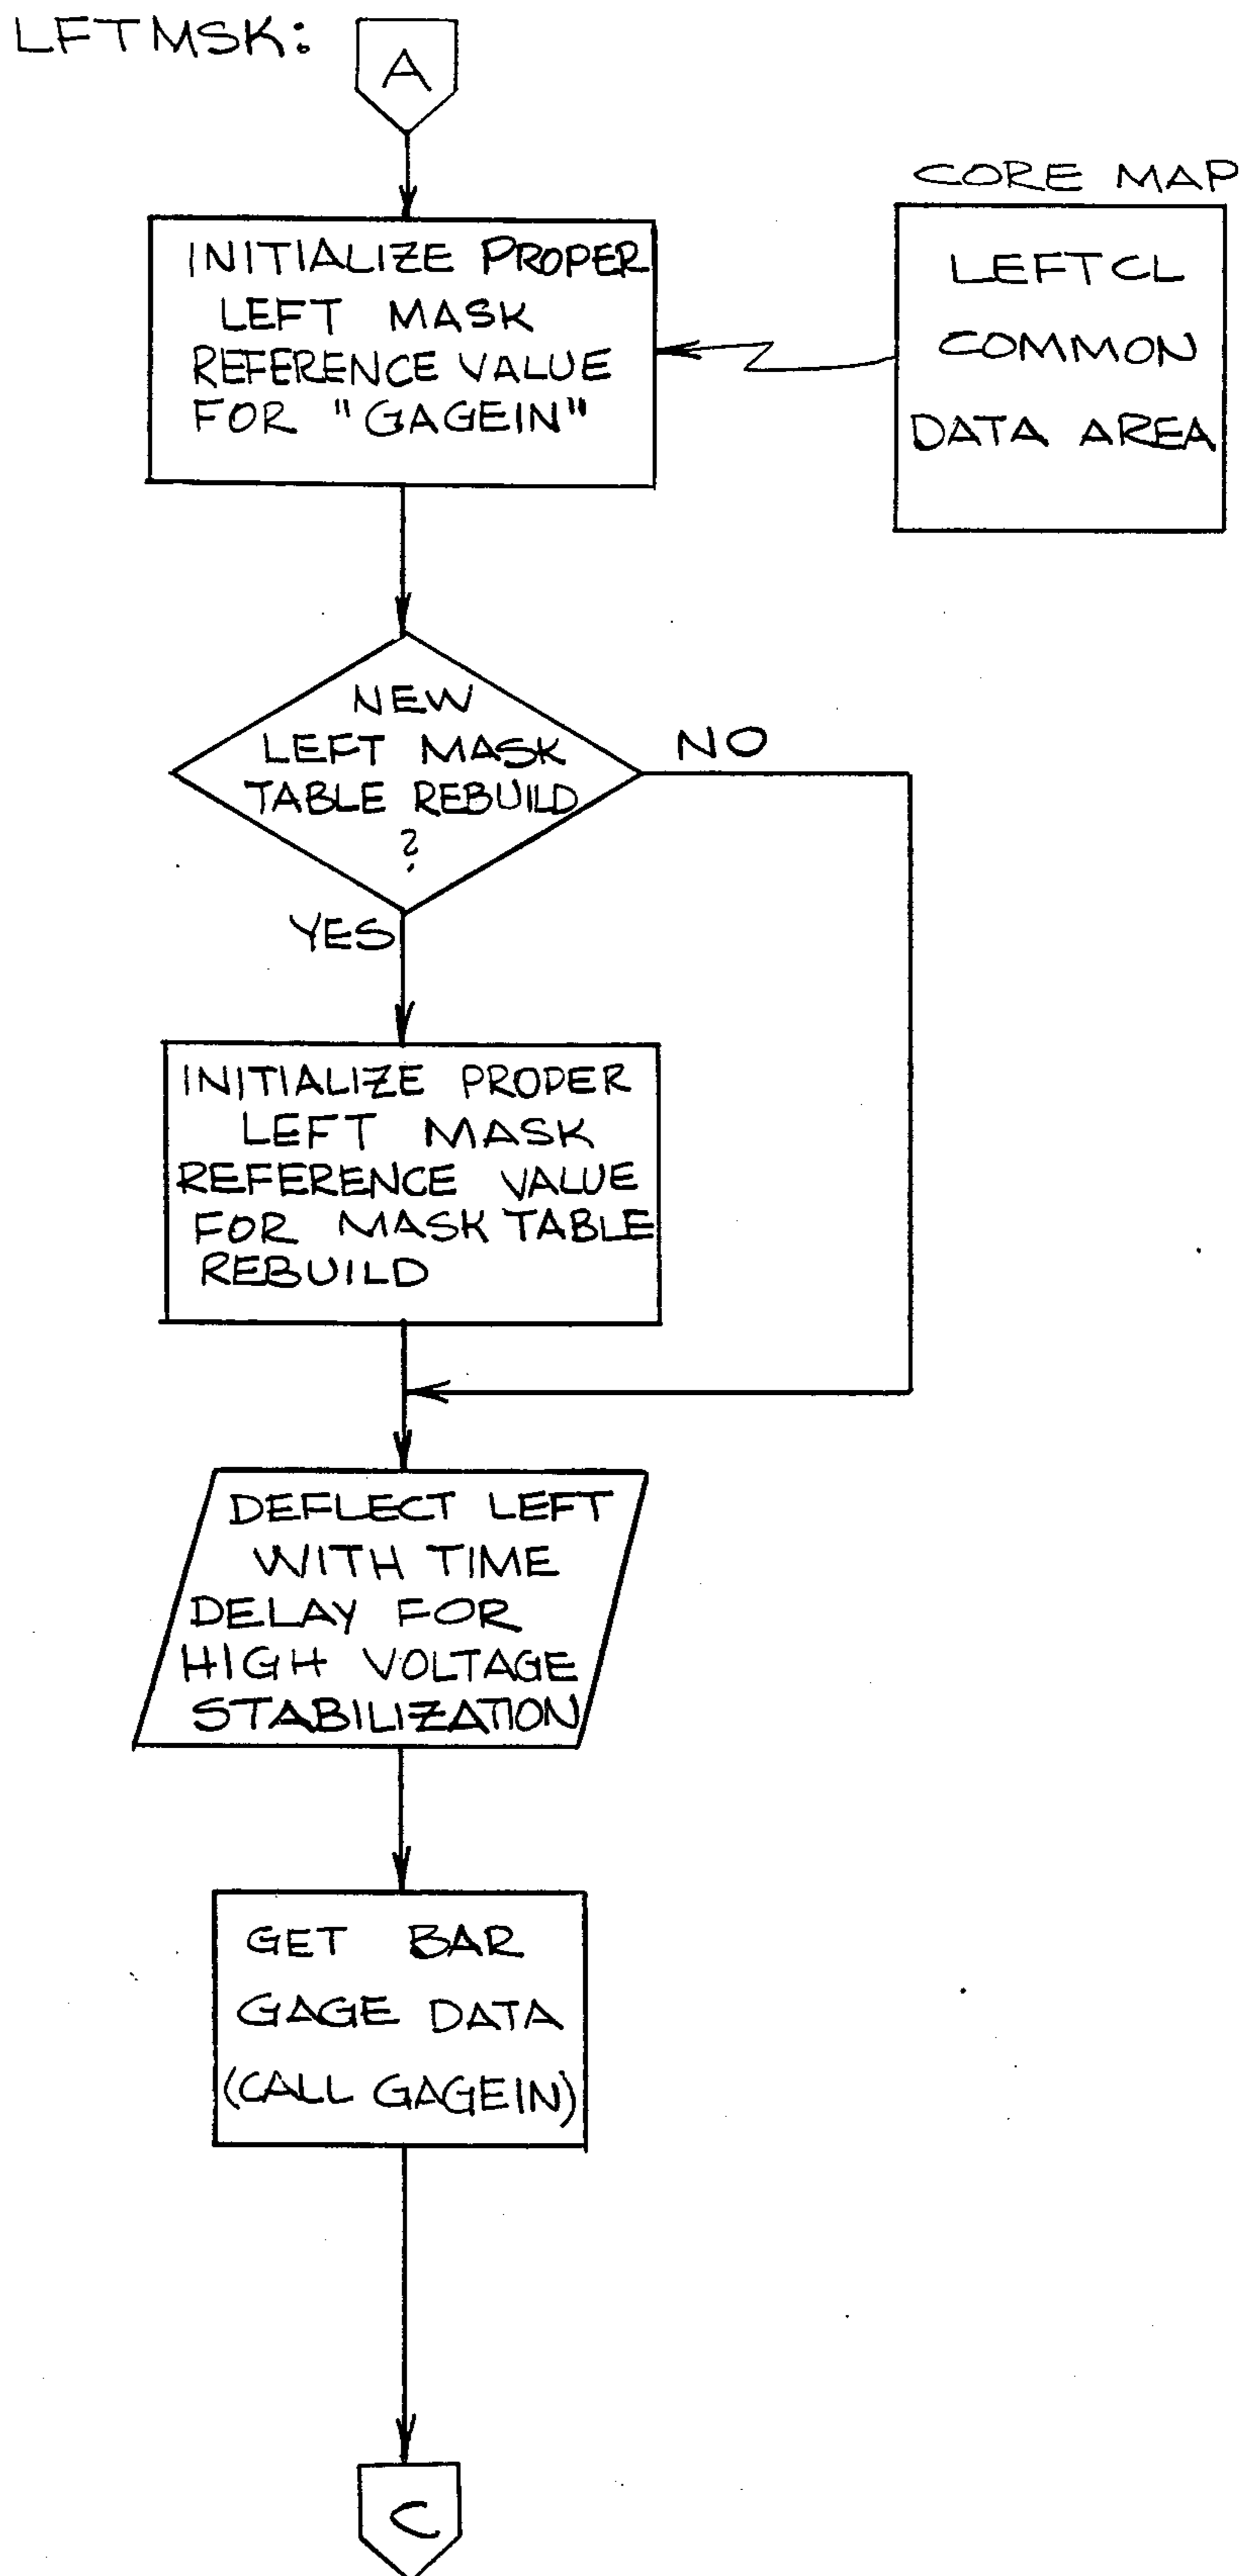 LFTMSK:
A
CORE MAP
INITIALIZE PROPER
LEFT MASK
REFERENCE VALUE
FOR "GAGEIN"
LEFTCL
COMMON
DATA AREA
NEW
LEFT MASK
TABLE REBUILD
?
NO
YES
INITIALIZE PROPER
LEFT MASK
REFERENCE VALUE
FOR MASK TABLE
REBUILD
DEFLECT LEFT
WITH TIME
DELAY FOR
HIGH VOLTAGE
STABILIZATION
GET BAR
GAGE DATA
(CALL GAGEIN)
C